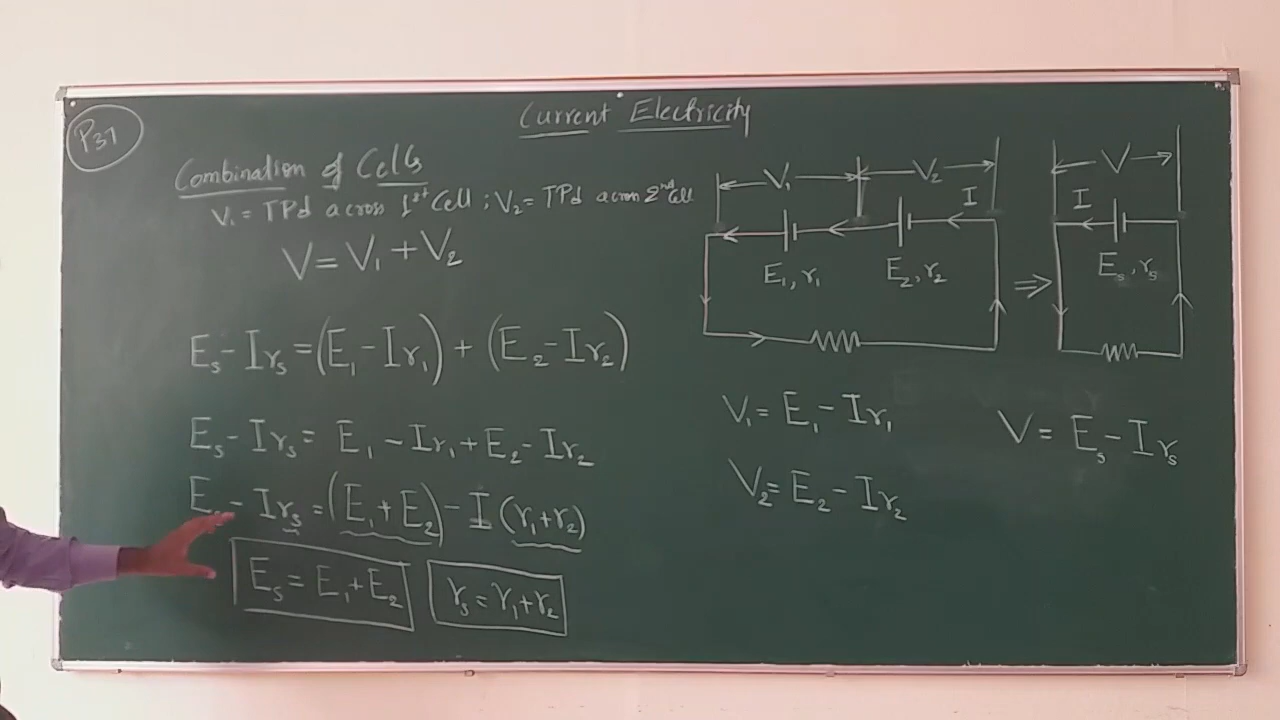 P31
Current Electricity
Combination of Cells
V₁ = TPd across 1ˢᵗ Cell ; V₂ = TPd across 2ⁿᵈ Cell
V = V₁ + V₂
Eₛ - Irₛ = (E₁ - Ir₁) + (E₂ - Ir₂)
Eₛ - Irₛ = E₁ - Ir₁ + E₂ - Ir₂
Eₛ - Irₛ = (E₁ + E₂) - I (r₁ + r₂)
Eₛ = E₁ + E₂
rₛ = r₁ + r₂
V₁
V₂
I
E₁, r₁
E₂, r₂
⇒
V
I
Eₛ, rₛ
V₁ = E₁ - Ir₁
V₂ = E₂ - Ir₂
V = Eₛ - Irₛ